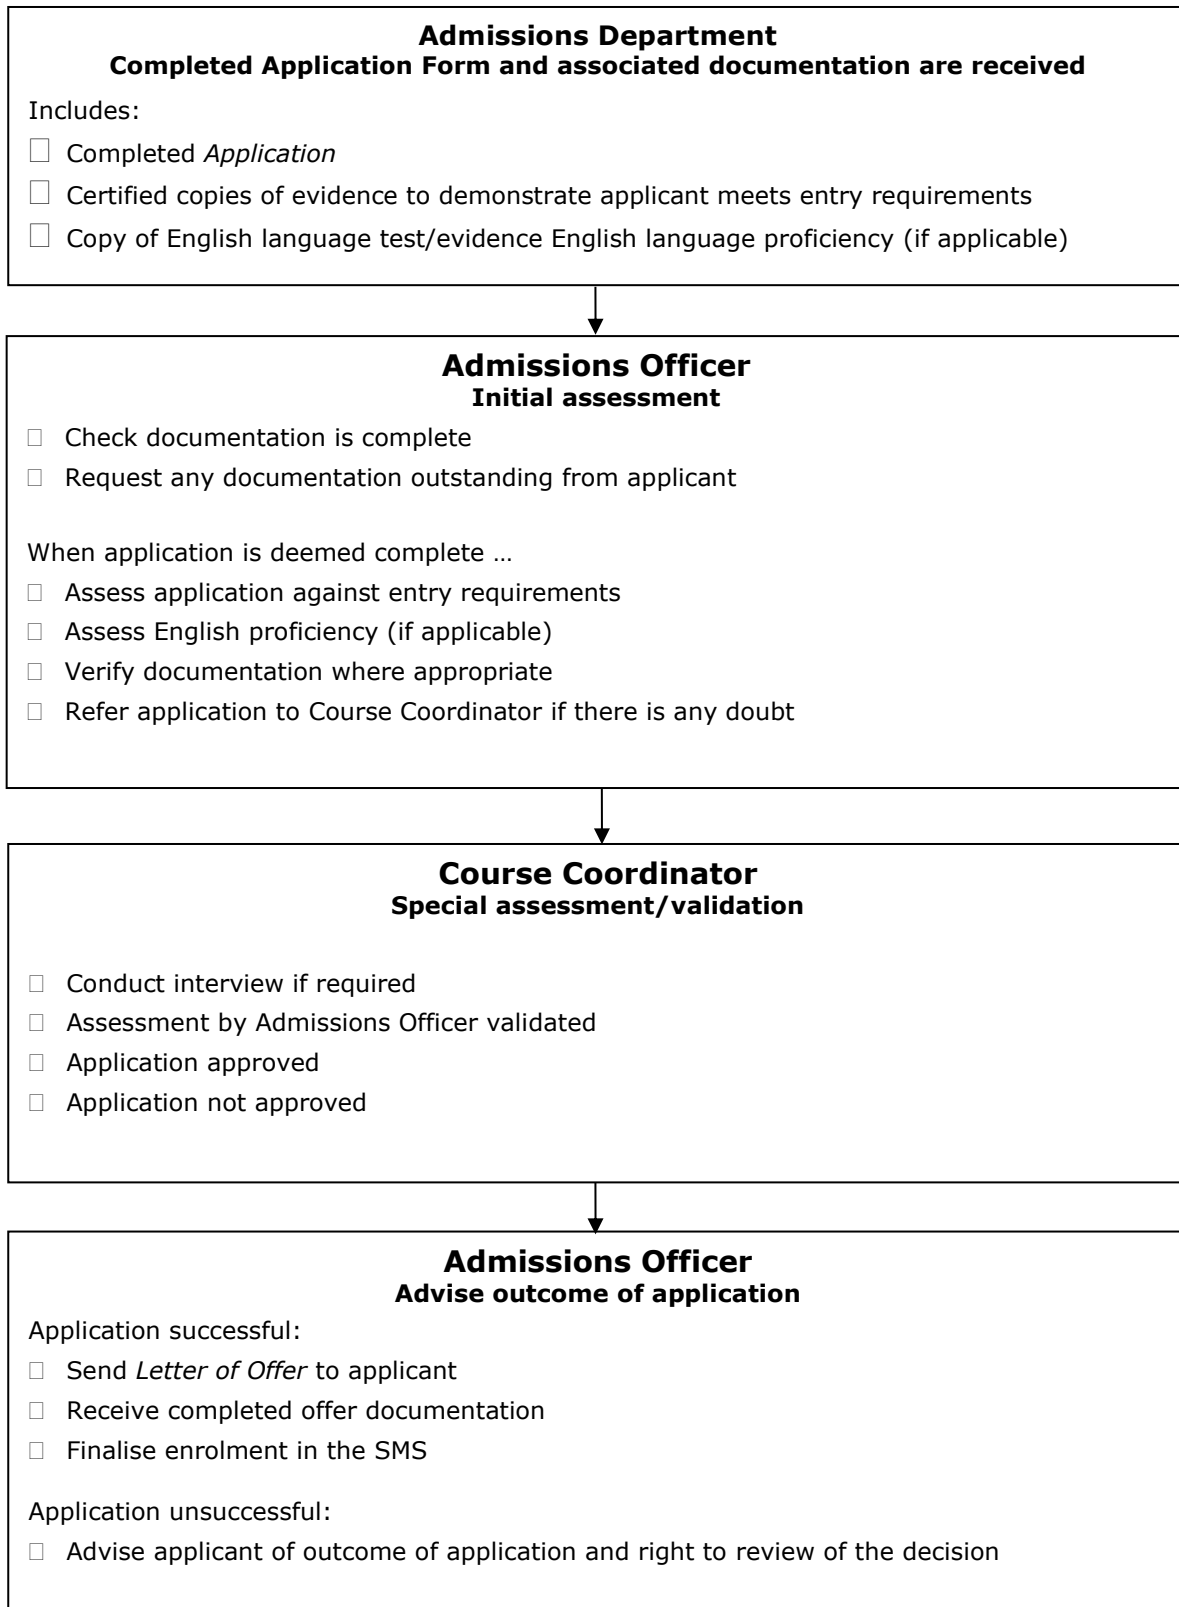 Admissions Department
Completed Application Form and associated documentation are received
Includes:
Completed Application
Certified copies of evidence to demonstrate applicant meets entry requirements
Copy of English language test/evidence English language proficiency (if applicable)
Admissions Officer
Initial assessment
Check documentation is complete
Request any documentation outstanding from applicant
When application is deemed complete …
Assess application against entry requirements
Assess English proficiency (if applicable)
Verify documentation where appropriate
Refer application to Course Coordinator if there is any doubt
Course Coordinator
Special assessment/validation
Conduct interview if required
Assessment by Admissions Officer validated
Application approved
Application not approved
Admissions Officer
Advise outcome of application
Application successful:
Send Letter of Offer to applicant
Receive completed offer documentation
Finalise enrolment in the SMS
Application unsuccessful:
Advise applicant of outcome of application and right to review of the decision